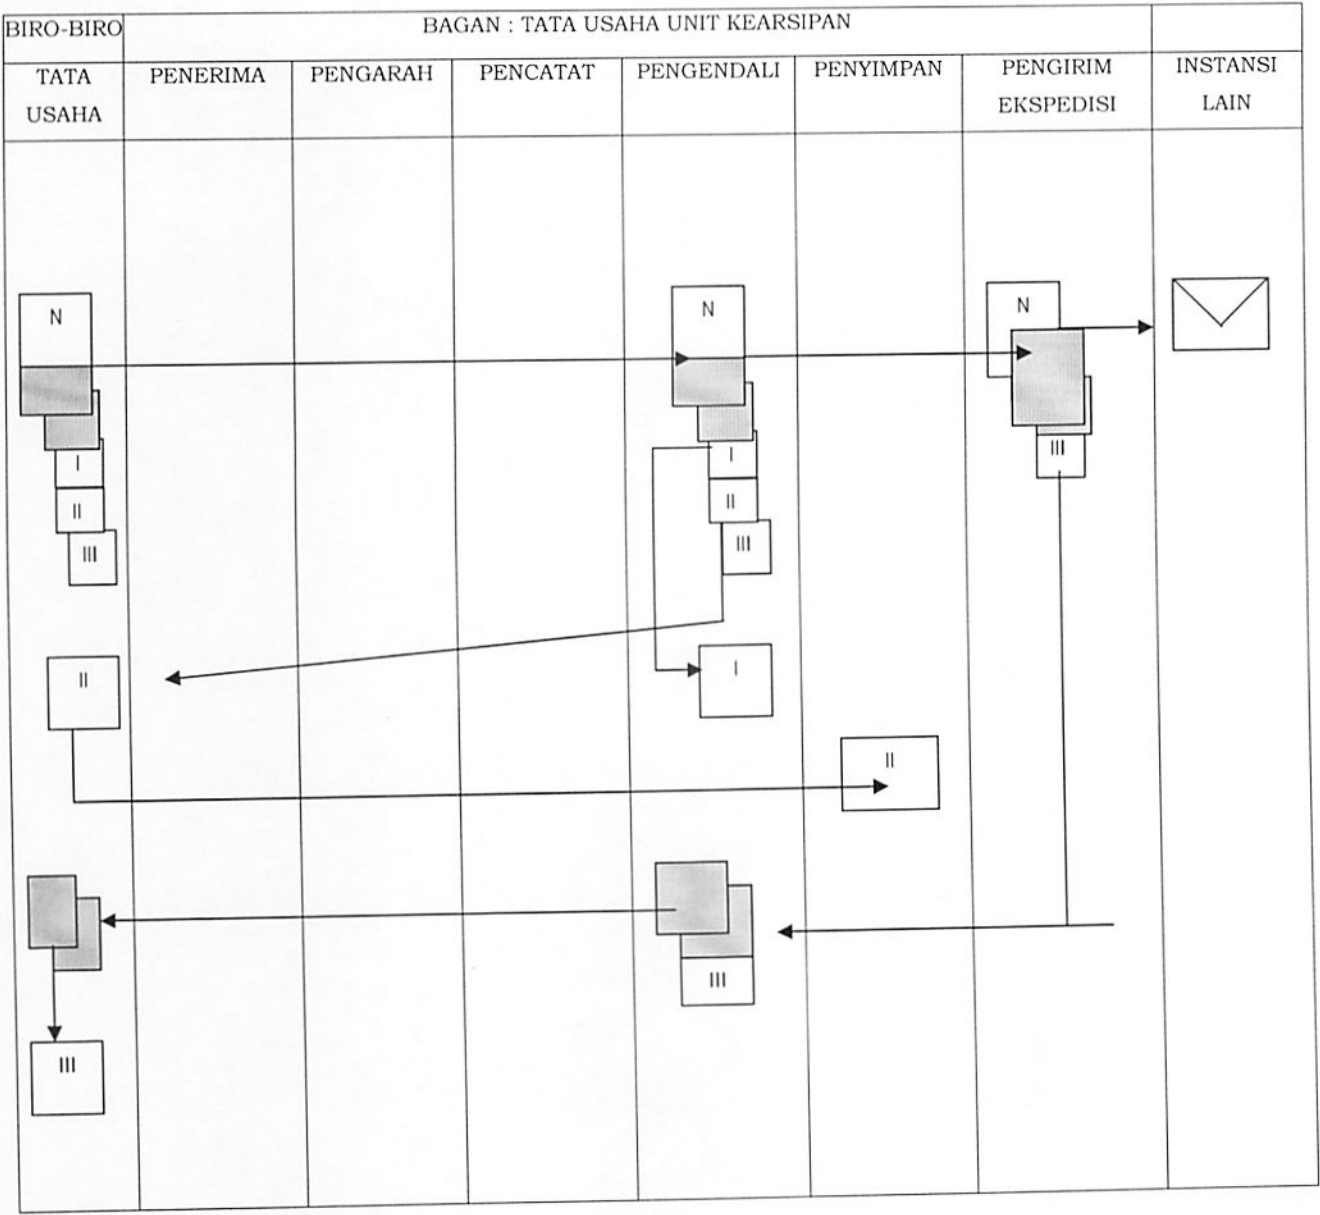 BIRO-BIRO
BAGAN : TATA USAHA UNIT KEARSIPAN
TATA USAHA
PENERIMA
PENGARAH
PENCATAT
PENGENDALI
PENYIMPAN
PENGIRIM EKSPEDISI
INSTANSI LAIN
N
N
N
I
II
III
I
II
III
III
II
I
II
III
III